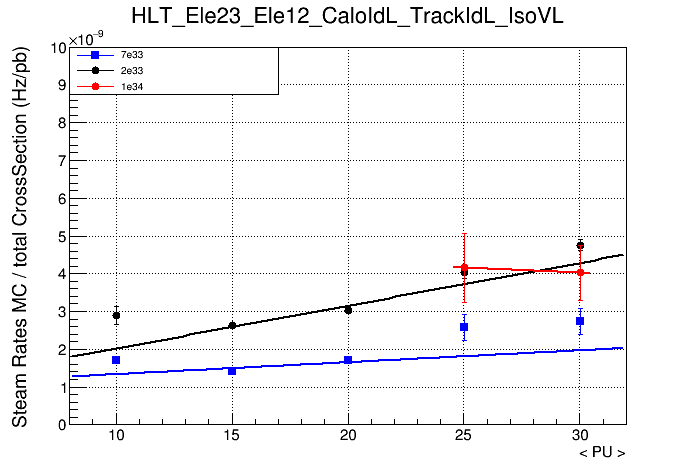 HLT_Ele23_Ele12_CaloIdL_TrackIdL_IsoVL
×10⁻⁹
Steam Rates MC / total CrossSection (Hz/pb)
7e33
2e33
1e34
10
9
8
7
6
5
4
3
2
1
0
10 15 20 25 30
< PU >